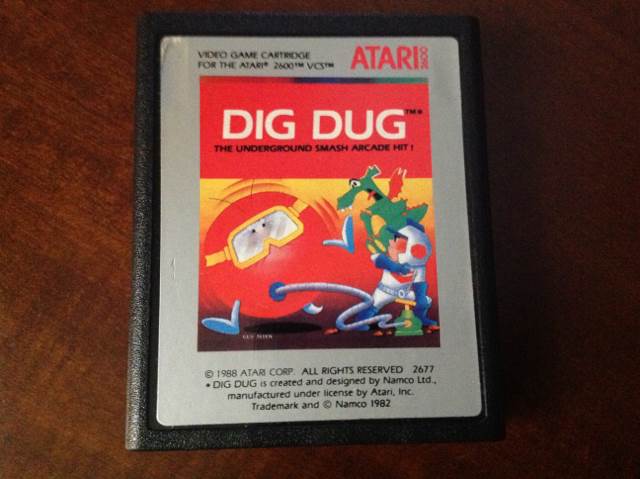 VIDEO GAME CARTRIDGE
FOR THE ATARI® 2600™ VCS™
ATARI 2600
DIG DUG™*
THE UNDERGROUND SMASH ARCADE HIT!
© 1988 ATARI CORP. ALL RIGHTS RESERVED 2677
• DIG DUG is created and designed by Namco Ltd.,
manufactured under license by Atari, Inc.
Trademark and © Namco 1982